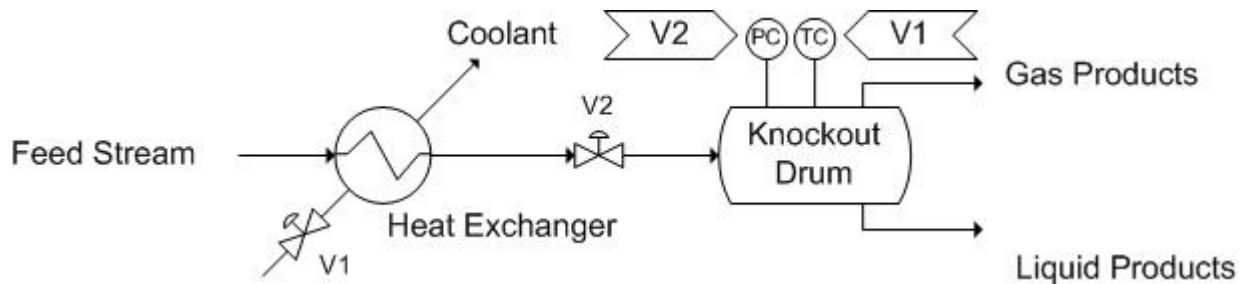 Coolant
V2
PC
TC
V1
Gas Products
V2
Feed Stream
Knockout
Drum
Heat Exchanger
V1
Liquid Products